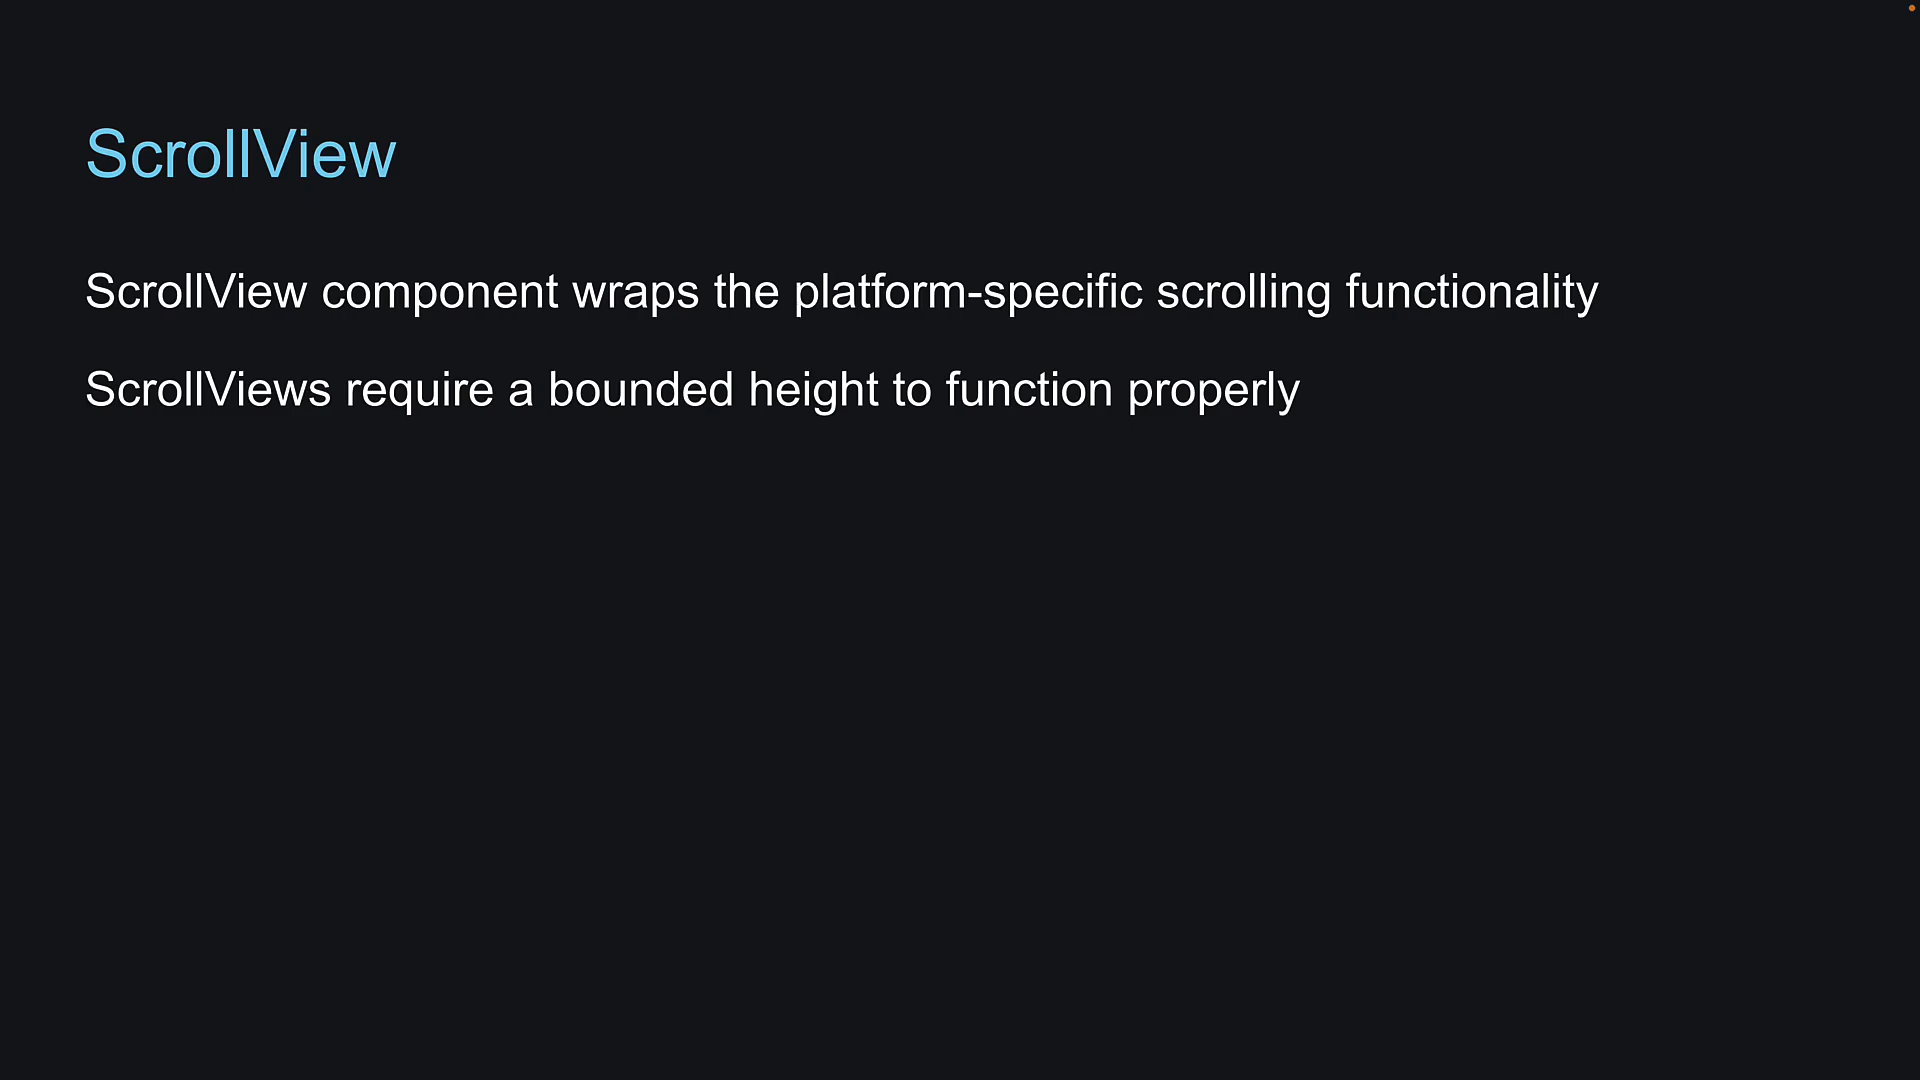 ScrollView
ScrollView component wraps the platform-specific scrolling functionality
ScrollViews require a bounded height to function properly